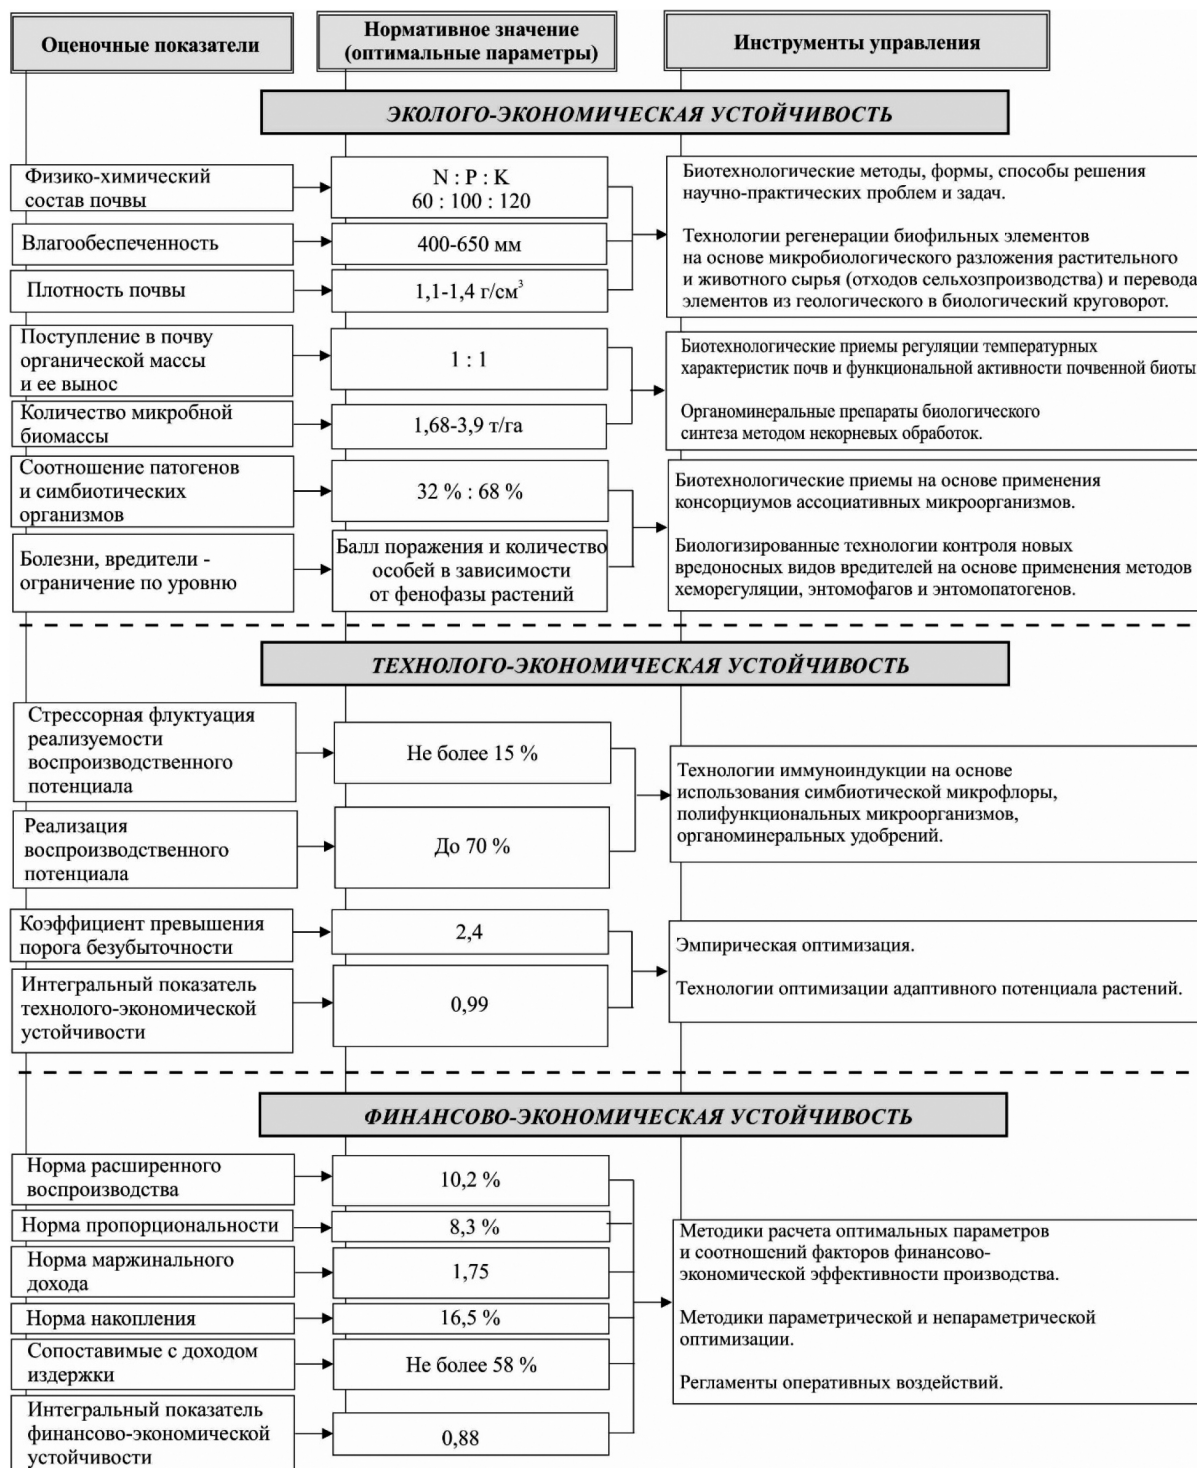 Оценочные показатели
Нормативное значение
(оптимальные параметры)
Инструменты управления
ЭКОЛОГО-ЭКОНОМИЧЕСКАЯ УСТОЙЧИВОСТЬ
Физико-химический
состав почвы
N : P : K
60 : 100 : 120
Влагообеспеченность
400-650 мм
Плотность почвы
1,1-1,4 г/см³
Биотехнологические методы, формы, способы решения
научно-практических проблем и задач.
Технологии регенерации биофильных элементов
на основе микробиологического разложения растительного
и животного сырья (отходов сельхозпроизводства) и перевода
элементов из геологического в биологический круговорот.
Поступление в почву
органической массы
и ее вынос
1 : 1
Количество микробной
биомассы
1,68-3,9 т/га
Биотехнологические приемы регуляции температурных
характеристик почв и функциональной активности почвенной биоты
Органоминеральные препараты биологического
синтеза методом некорневых обработок.
Соотношение патогенов
и симбиотических
организмов
32 % : 68 %
Болезни, вредители -
ограничение по уровню
Балл поражения и количество
особей в зависимости
от фенофазы растений
Биотехнологические приемы на основе применения
консорциумов ассоциативных микроорганизмов.
Биологизированные технологии контроля новых
вредоносных видов вредителей на основе применения методов
хеморегуляции, энтомофагов и энтомопатогенов.
ТЕХНОЛОГО-ЭКОНОМИЧЕСКАЯ УСТОЙЧИВОСТЬ
Стрессорная флуктуация
реализуемости
воспроизводственного
потенциала
Не более 15 %
Реализация
воспроизводственного
потенциала
До 70 %
Технологии иммуноиндукции на основе
использования симбиотической микрофлоры,
полифункциональных микроорганизмов,
органоминеральных удобрений.
Коэффициент превышения
порога безубыточности
2,4
Интегральный показатель
технолого-экономической
устойчивости
0,99
Эмпирическая оптимизация.
Технологии оптимизации адаптивного потенциала растений.
ФИНАНСОВО-ЭКОНОМИЧЕСКАЯ УСТОЙЧИВОСТЬ
Норма расширенного
воспроизводства
10,2 %
Норма пропорциональности
8,3 %
Норма маржинального
дохода
1,75
Норма накопления
16,5 %
Сопоставимые с доходом
издержки
Не более 58 %
Интегральный показатель
финансово-экономической
устойчивости
0,88
Методики расчета оптимальных параметров
и соотношений факторов финансово-
экономической эффективности производства.
Методики параметрической и непараметрической
оптимизации.
Регламенты оперативных воздействий.